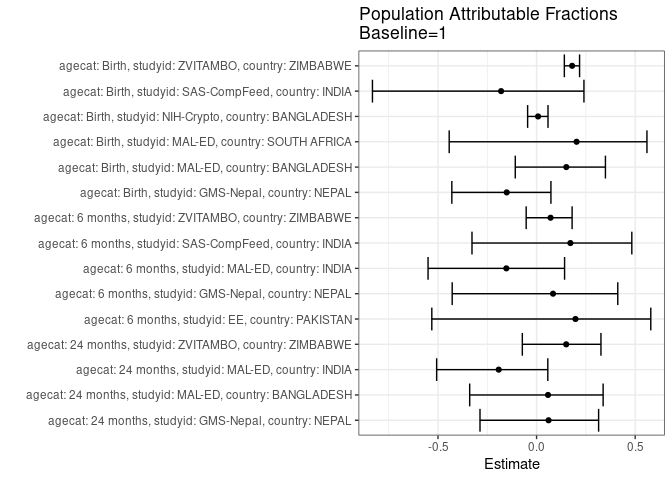 Population Attributable Fractions
Baseline=1
agecat: Birth, studyid: ZVITAMBO, country: ZIMBABWE
agecat: Birth, studyid: SAS-CompFeed, country: INDIA
agecat: Birth, studyid: NIH-Crypto, country: BANGLADESH
agecat: Birth, studyid: MAL-ED, country: SOUTH AFRICA
agecat: Birth, studyid: MAL-ED, country: BANGLADESH
agecat: Birth, studyid: GMS-Nepal, country: NEPAL
agecat: 6 months, studyid: ZVITAMBO, country: ZIMBABWE
agecat: 6 months, studyid: SAS-CompFeed, country: INDIA
agecat: 6 months, studyid: MAL-ED, country: INDIA
agecat: 6 months, studyid: GMS-Nepal, country: NEPAL
agecat: 6 months, studyid: EE, country: PAKISTAN
agecat: 24 months, studyid: ZVITAMBO, country: ZIMBABWE
agecat: 24 months, studyid: MAL-ED, country: INDIA
agecat: 24 months, studyid: MAL-ED, country: BANGLADESH
agecat: 24 months, studyid: GMS-Nepal, country: NEPAL
-0.5 0.0 0.5
Estimate